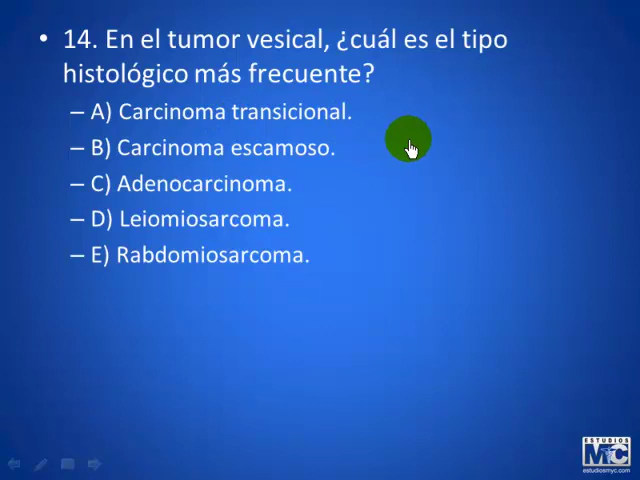 • 14. En el tumor vesical, ¿cuál es el tipo
histológico más frecuente?
– A) Carcinoma transicional.
– B) Carcinoma escamoso.
– C) Adenocarcinoma.
– D) Leiomiosarcoma.
– E) Rabdomiosarcoma.
ESTUDIOS
MyC
estudiosmyc.com